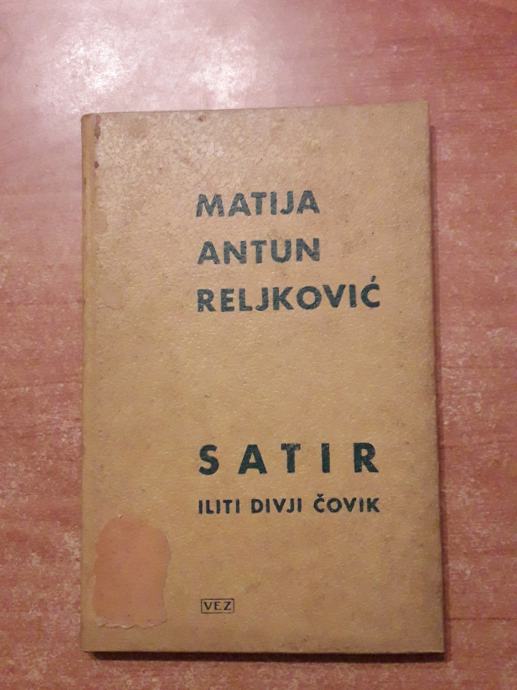 MATIJA
ANTUN
RELJKOVIĆ
SATIR
ILITI DIVJI ČOVIK
VEZ